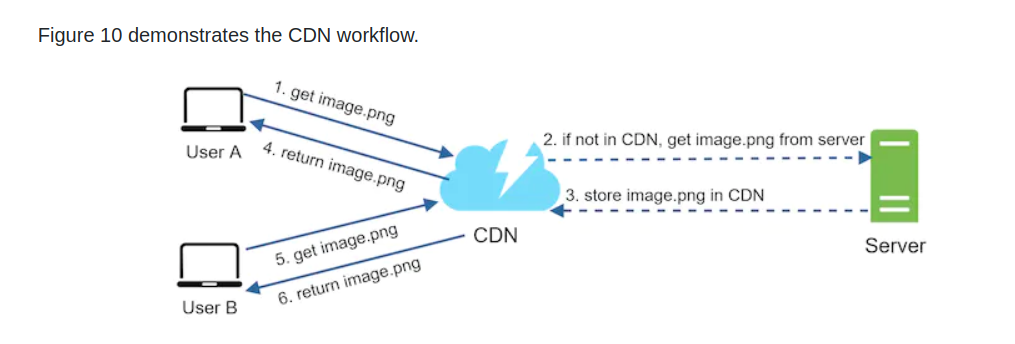 Figure 10 demonstrates the CDN workflow.
1. get image.png
User A
4. return image.png
2. if not in CDN, get image.png from server
3. store image.png in CDN
CDN
Server
5. get image.png
6. return image.png
User B